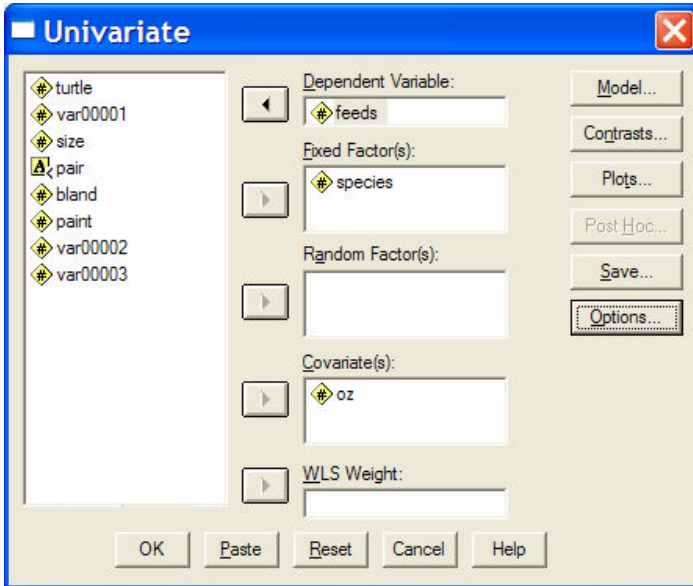 Univariate
turtle
var00001
size
pair
bland
paint
var00002
var00003
Dependent Variable:
feeds
Fixed Factor(s):
species
Random Factor(s):
Covariate(s):
oz
WLS Weight:
Model...
Contrasts...
Plots...
Post Hoc...
Save...
Options...
OK
Paste
Reset
Cancel
Help